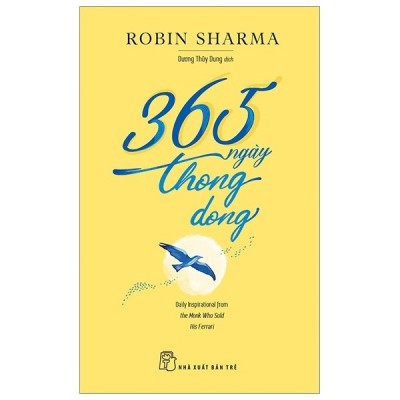 ROBIN SHARMA
Dương Thùy Dung dịch
365
ngày
thong
dong
Daily Inspirational from
the Monk Who Sold
His Ferrari
NHÀ XUẤT BẢN TRẺ